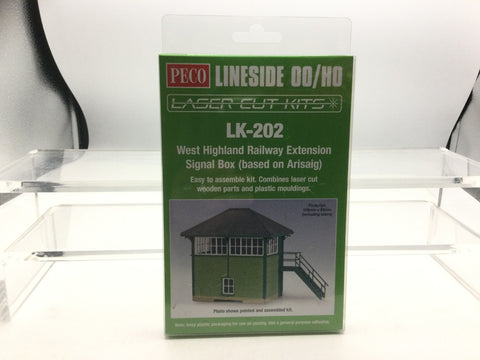 PECO LINESIDE OO/HO
LASER CUT KITS
LK-202
West Highland Railway Extension
Signal Box (based on Arisaig)
Easy to assemble kit. Combines laser cut
wooden parts and plastic mouldings.
Photo shows painted and assembled kit.